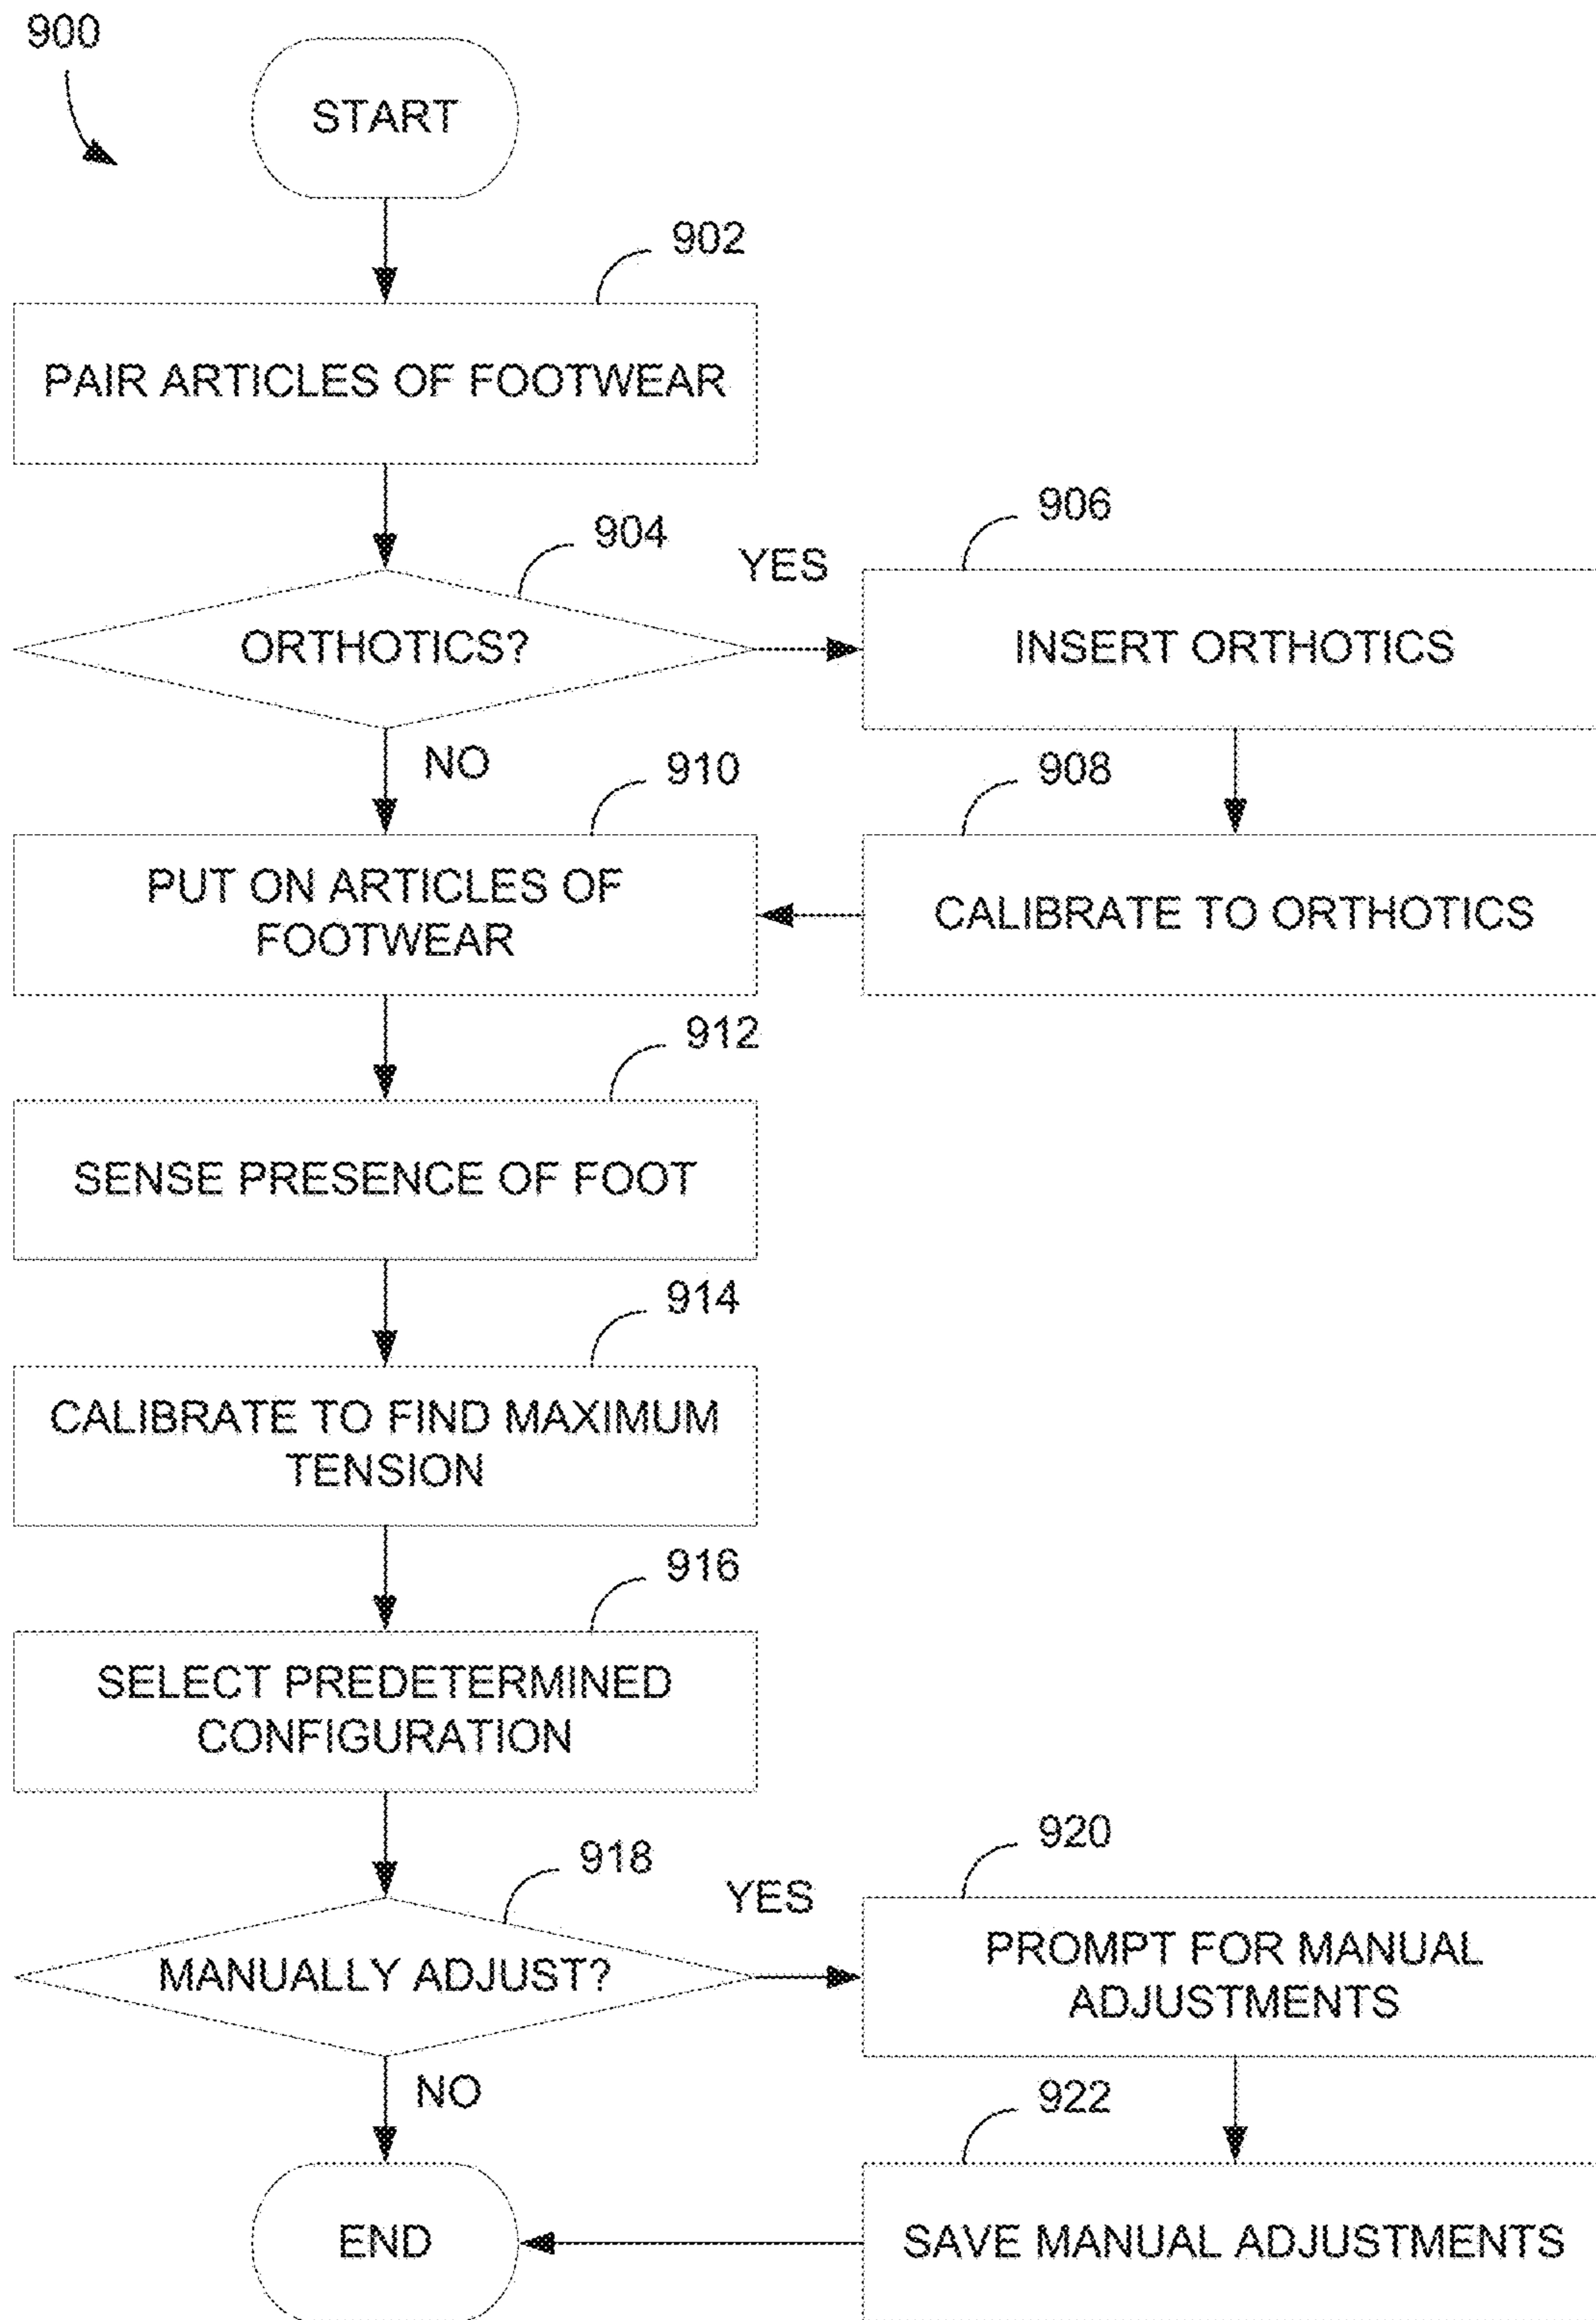 900
START
902
PAIR ARTICLES OF FOOTWEAR
904
YES
906
ORTHOTICS?
INSERT ORTHOTICS
NO
910
908
PUT ON ARTICLES OF
FOOTWEAR
CALIBRATE TO ORTHOTICS
912
SENSE PRESENCE OF FOOT
914
CALIBRATE TO FIND MAXIMUM
TENSION
916
SELECT PREDETERMINED
CONFIGURATION
918
YES
920
MANUALLY ADJUST?
PROMPT FOR MANUAL
ADJUSTMENTS
NO
922
END
SAVE MANUAL ADJUSTMENTS